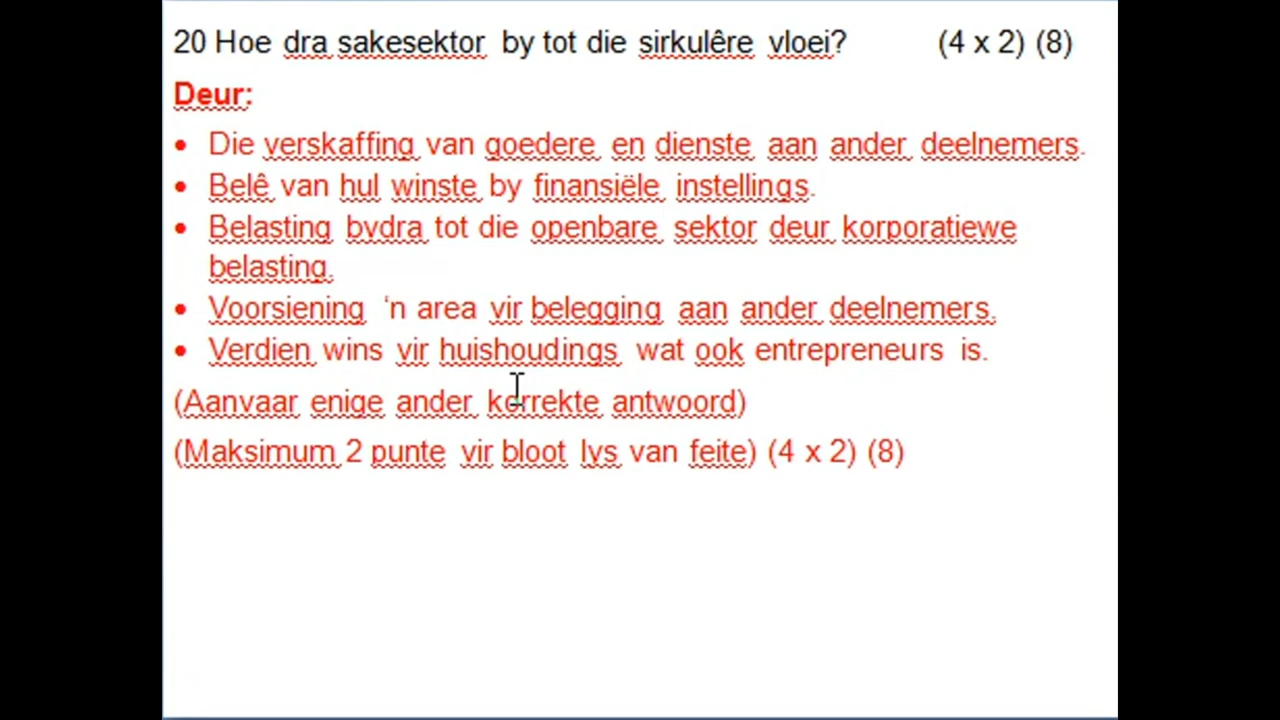 20 Hoe dra sakesektor by tot die sirkulêre vloei? (4 x 2) (8)
Deur:
• Die verskaffing van goedere en dienste aan ander deelnemers.
• Belê van hul winste by finansiële instellings.
• Belasting bydra tot die openbare sektor deur korporatiewe
belasting.
• Voorsiening ‘n area vir belegging aan ander deelnemers.
• Verdien wins vir huishoudings wat ook entrepreneurs is.
(Aanvaar enige ander korrekte antwoord)
(Maksimum 2 punte vir bloot lys van feite) (4 x 2) (8)